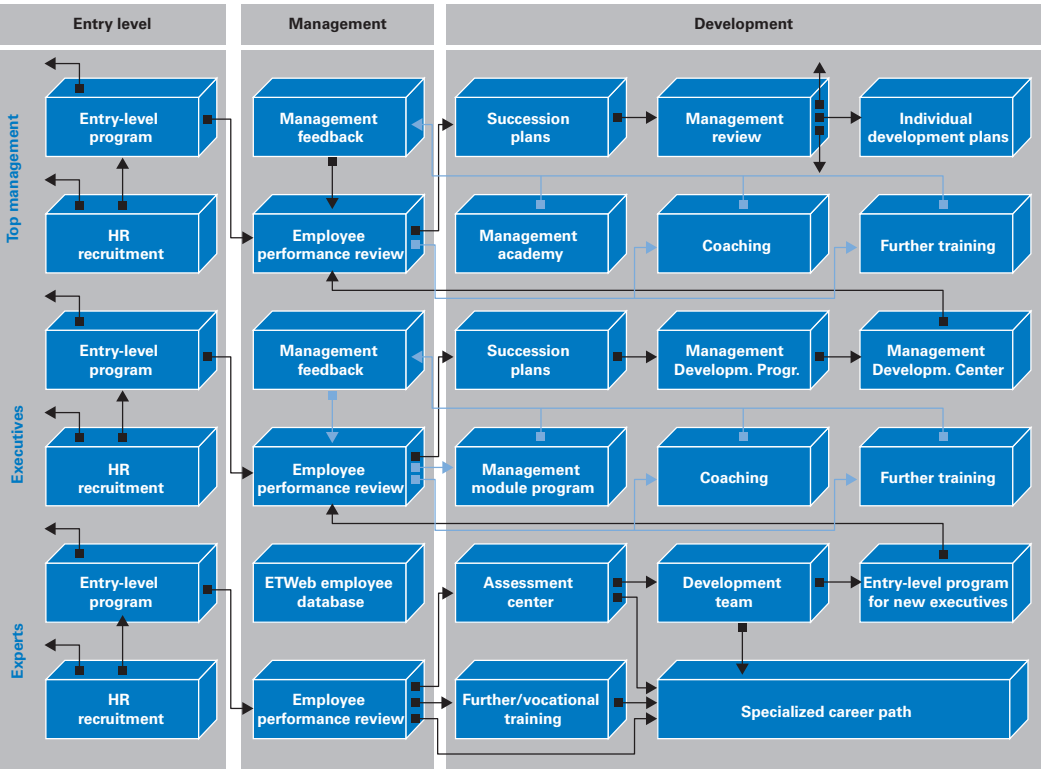 Entry level
Management
Development
Top management
Entry-level
program
Management
feedback
Succession
plans
Management
review
Individual
development plans
HR
recruitment
Employee
performance review
Management
academy
Coaching
Further training
Executives
Entry-level
program
Management
feedback
Succession
plans
Management
Developm. Progr.
Management
Developm. Center
HR
recruitment
Employee
performance review
Management
module program
Coaching
Further training
Experts
Entry-level
program
ETWeb employee
database
Assessment
center
Development
team
Entry-level program
for new executives
HR
recruitment
Employee
performance review
Further/vocational
training
Specialized career path